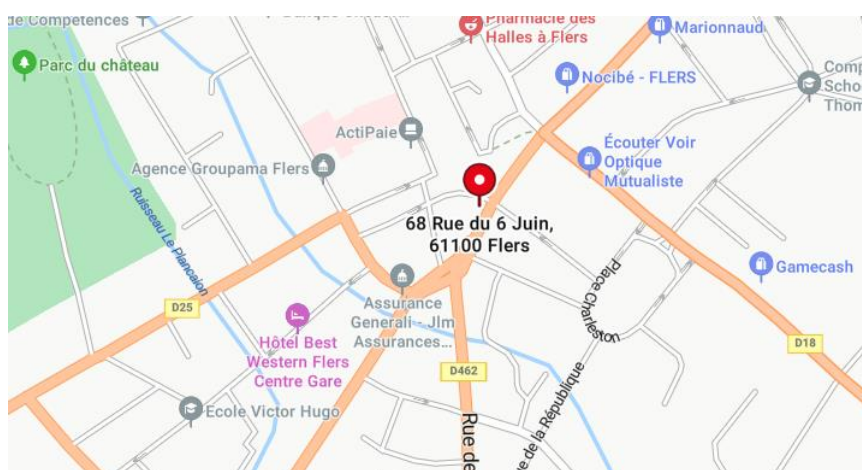 de Competences
Pharmacie des
Halles à Flers
Marionnaud
Parc du château
Nocibé - FLERS
Comp
Scho
Thom
ActiPaie
Écouter Voir
Optique
Mutualiste
Agence Groupama Flers
68 Rue du 6 Juin,
61100 Flers
Ruisseau Le Plancaion
Place Charleston
Gamecash
Assurance
Generali - Jlm
Assurances...
D25
Hôtel Best
Western Flers
Centre Gare
D18
D462
École Victor Hugo
Rue de
e de la République